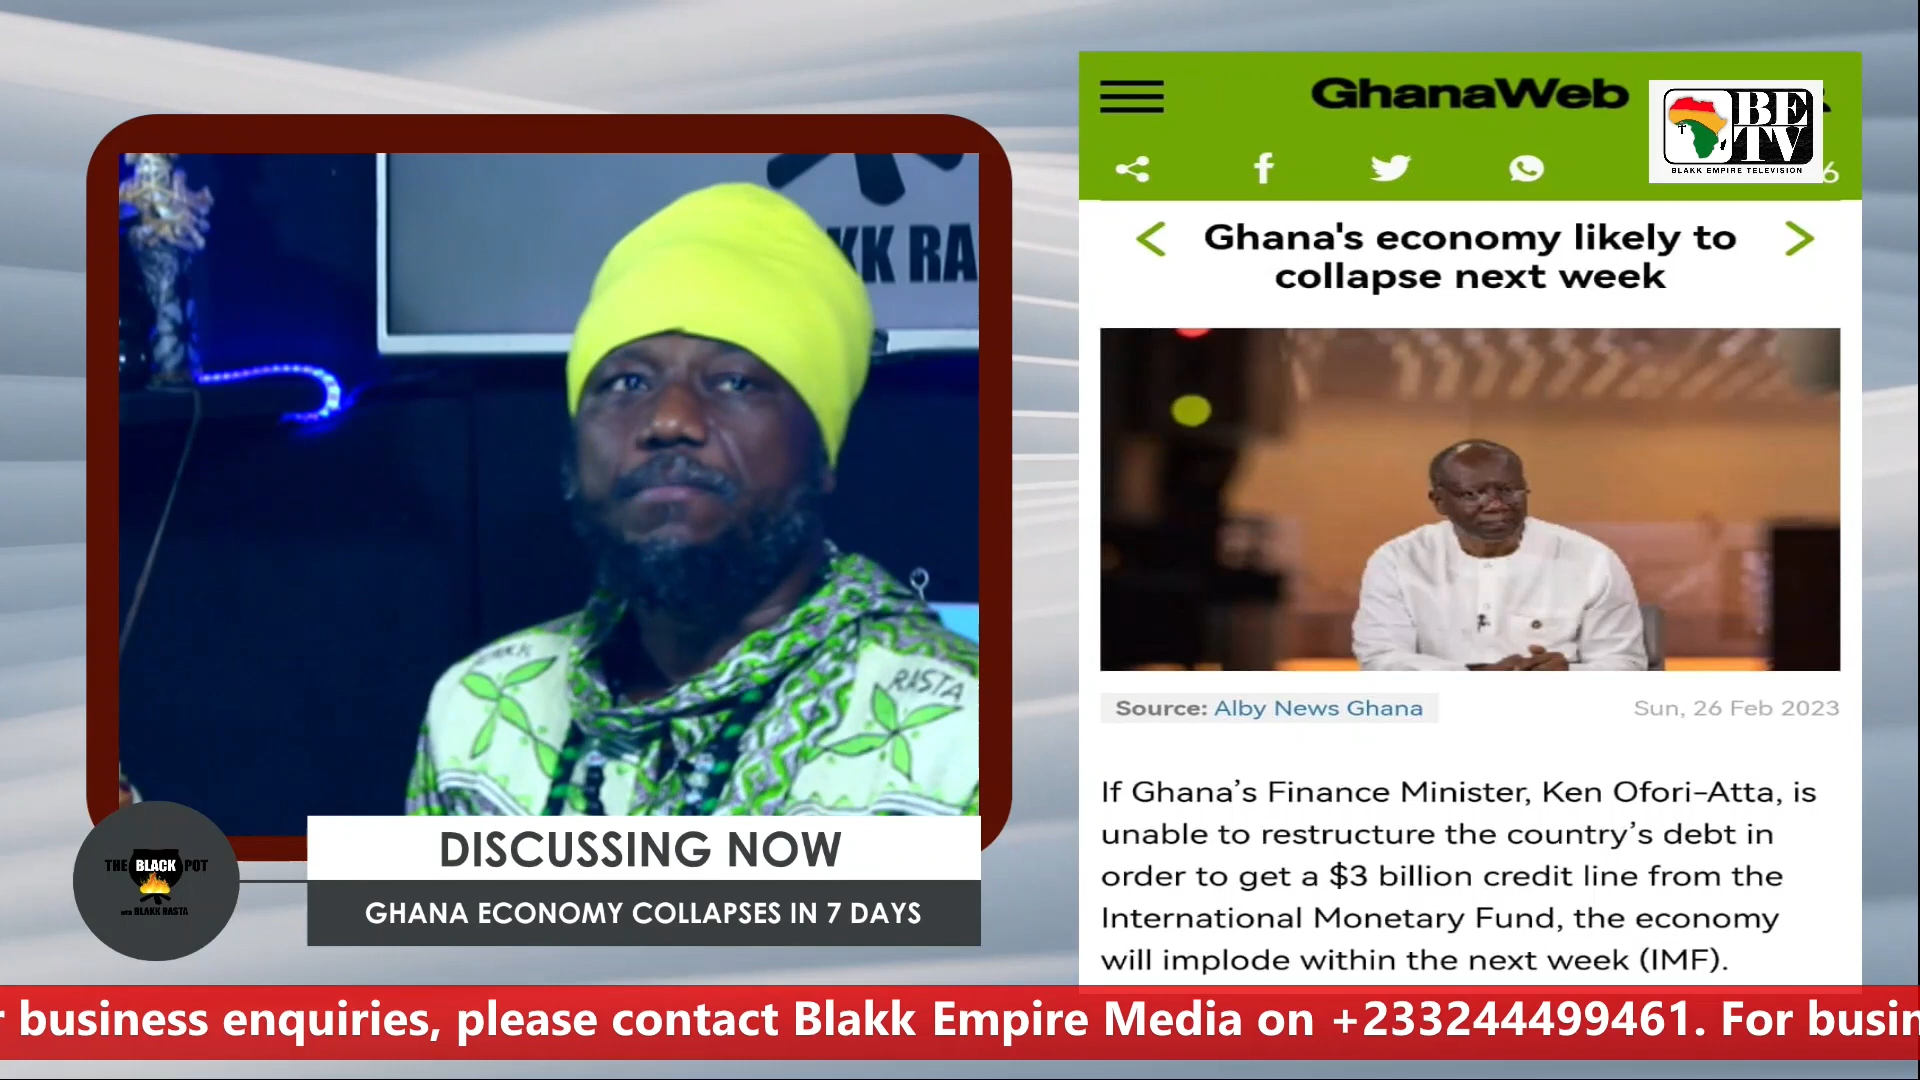 KK RA
RASTA
THE BLACK POT
with BLAKK RASTA
DISCUSSING NOW
GHANA ECONOMY COLLAPSES IN 7 DAYS
GhanaWeb
BE
TV
BLAKK EMPIRE TELEVISION
6
Ghana's economy likely to
collapse next week
Source: Alby News Ghana
Sun, 26 Feb 2023
If Ghana’s Finance Minister, Ken Ofori-Atta, is
unable to restructure the country’s debt in
order to get a $3 billion credit line from the
International Monetary Fund, the economy
will implode within the next week (IMF).
r business enquiries, please contact Blakk Empire Media on +233244499461. For busin